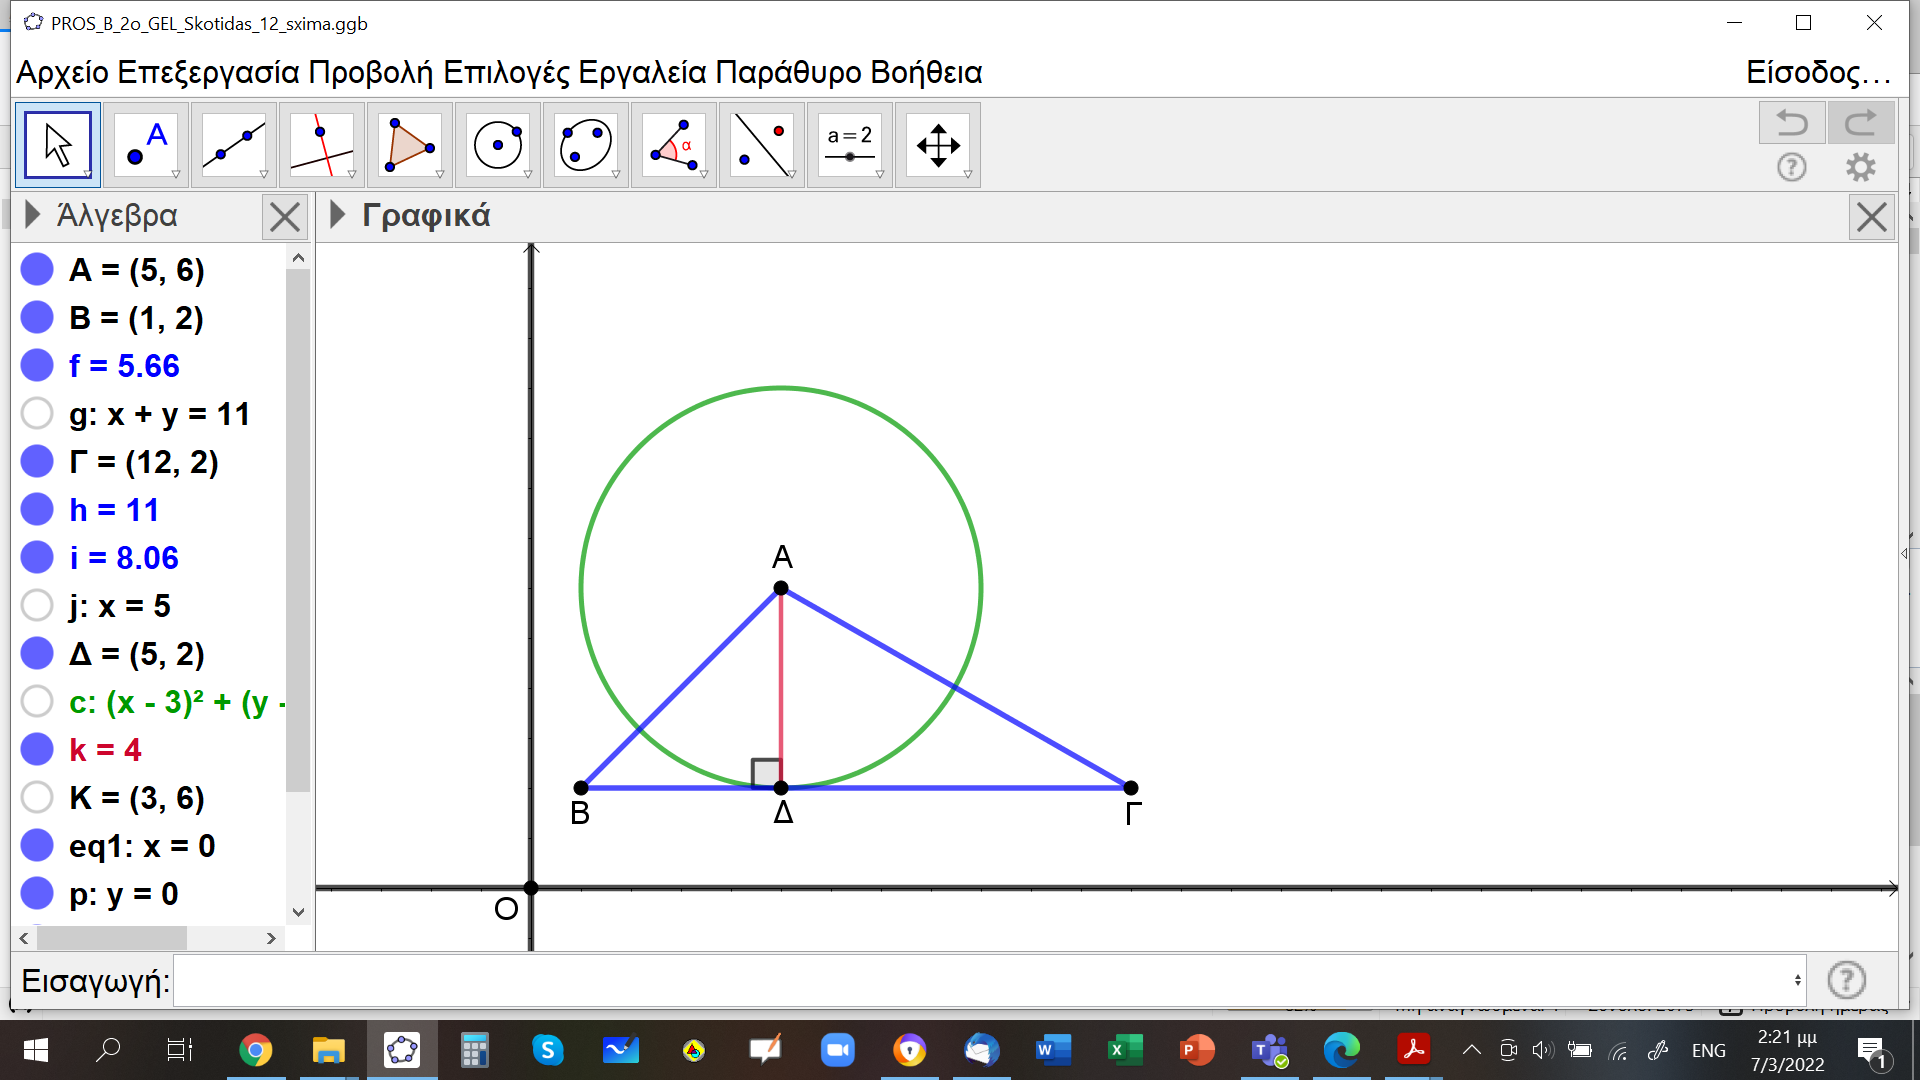 PROS_B_2o_GEL_Skotidas_12_sxima.ggb
Αρχείο Επεξεργασία Προβολή Επιλογές Εργαλεία Παράθυρο Βοήθεια
Είσοδος...
A
α
a = 2
Άλγεβρα
Γραφικά
A = (5, 6)
B = (1, 2)
f = 5.66
g: x + y = 11
Γ = (12, 2)
h = 11
i = 8.06
j: x = 5
Δ = (5, 2)
c: (x - 3)² + (y -
k = 4
K = (3, 6)
eq1: x = 0
p: y = 0
A
B
Δ
Γ
O
Εισαγωγή:
ENG
2:21 μμ
7/3/2022
1